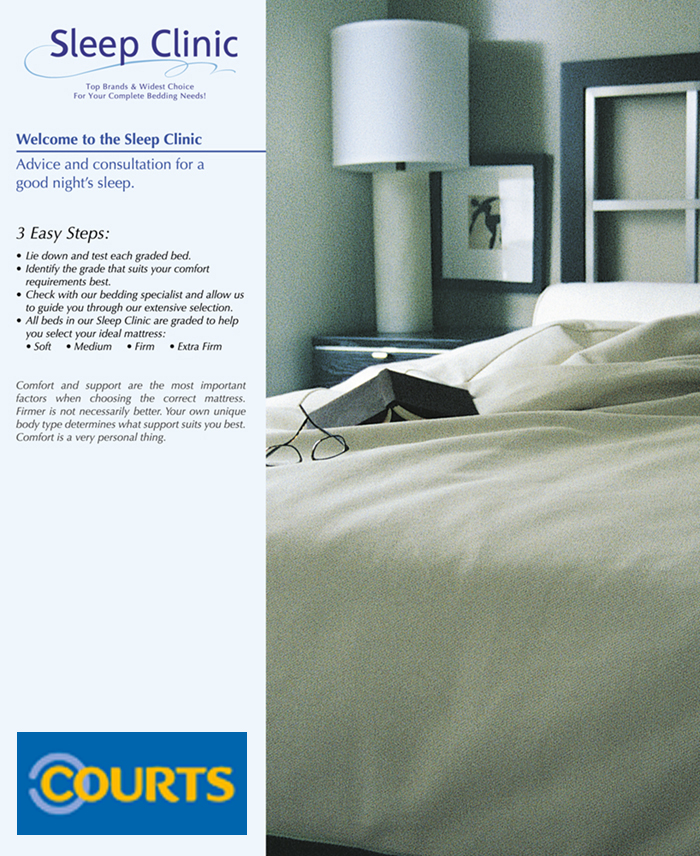 Sleep Clinic
Top Brands & Widest Choice
For Your Complete Bedding Needs!
Welcome to the Sleep Clinic
Advice and consultation for a
good night's sleep.
3 Easy Steps:
• Lie down and test each graded bed.
• Identify the grade that suits your comfort
requirements best.
• Check with our bedding specialist and allow us
to guide you through our extensive selection.
• All beds in our Sleep Clinic are graded to help
you select your ideal mattress:
• Soft • Medium • Firm • Extra Firm
Comfort and support are the most important
factors when choosing the correct mattress.
Firmer is not necessarily better. Your own unique
body type determines what support suits you best.
Comfort is a very personal thing.
COURTS